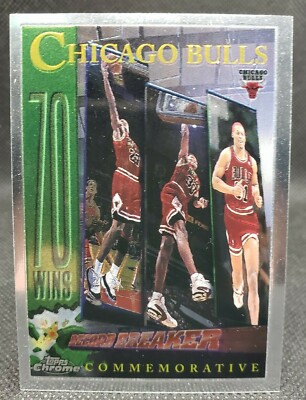 CHICAGO BULLS
CHICAGO
BULLS
70
WINS
RECORD BREAKER
Topps
Chrome
COMMEMORATIVE